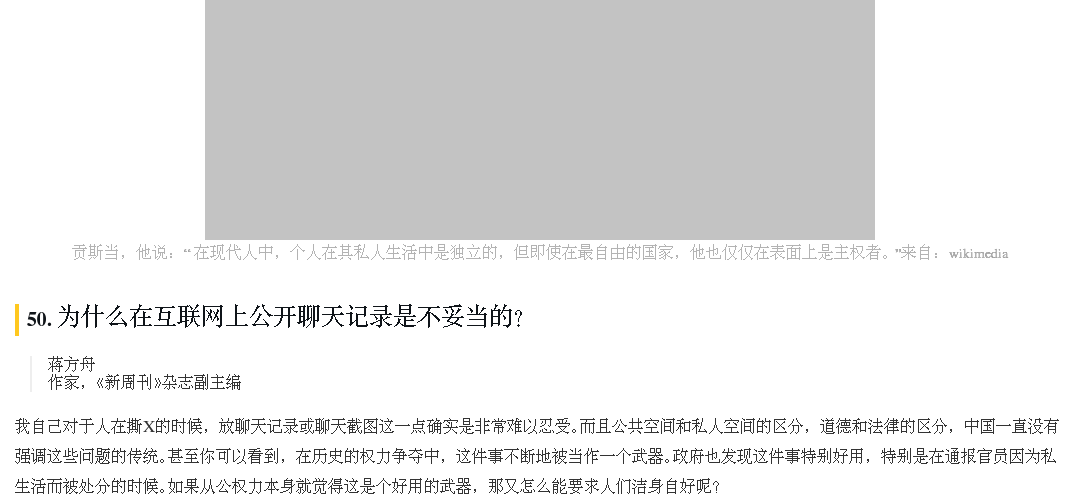 贡斯当，他说：“在现代人中，个人在其私人生活中是独立的，但即使在最自由的国家，他也仅仅在表面上是主权者。”来自：wikimedia
50. 为什么在互联网上公开聊天记录是不妥当的？
蒋方舟
作家，《新周刊》杂志副主编
我自己对于人在撕X的时候，放聊天记录或聊天截图这一点确实是非常难以忍受。而且公共空间和私人空间的区分，道德和法律的区分，中国一直没有
强调这些问题的传统。甚至你可以看到，在历史的权力争夺中，这件事不断地被当作一个武器。政府也发现这件事特别好用，特别是在通报官员因为私
生活而被处分的时候。如果从公权力本身就觉得这是个好用的武器，那又怎么能要求人们洁身自好呢？